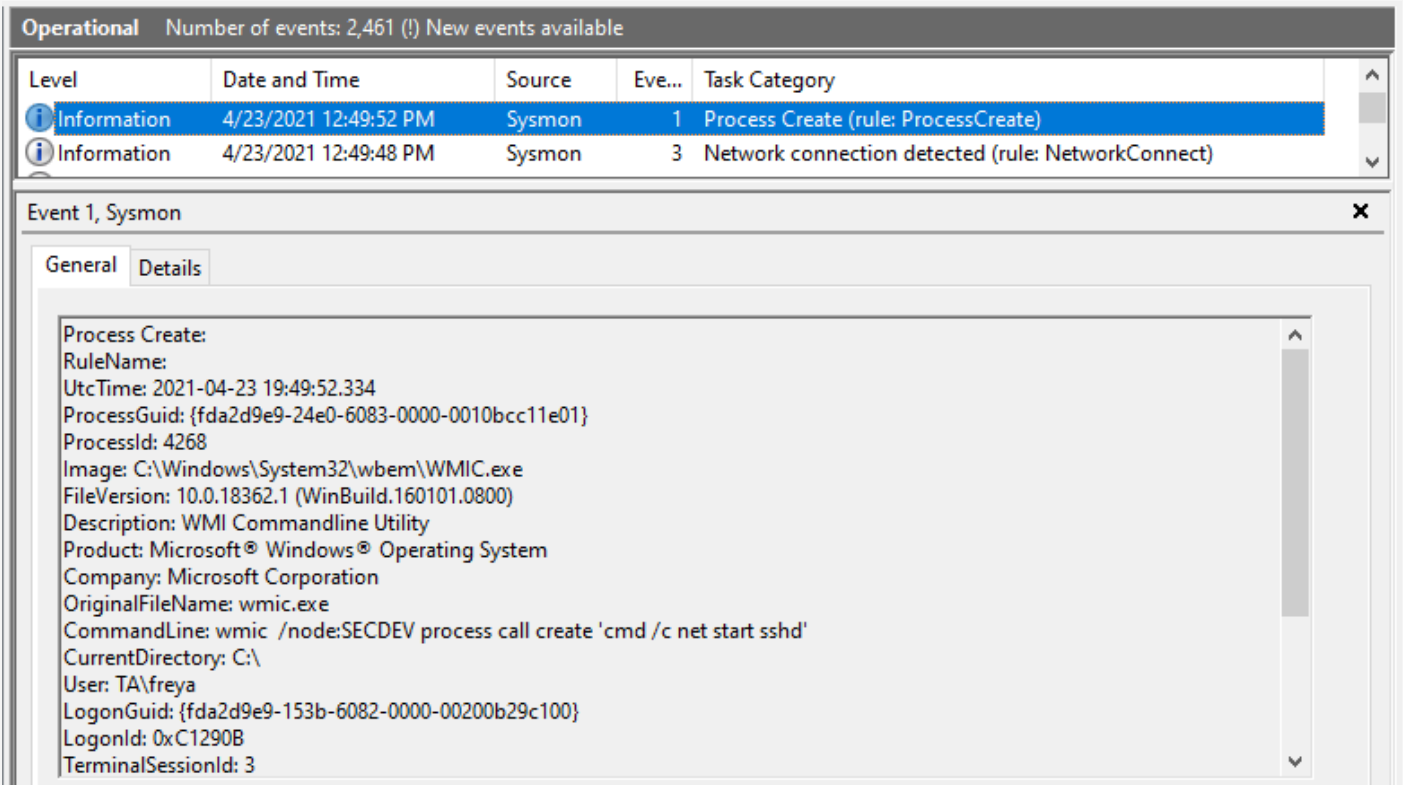 Operational Number of events: 2,461 (!) New events available
Level Date and Time Source Eve... Task Category
Information 4/23/2021 12:49:52 PM Sysmon 1 Process Create (rule: ProcessCreate)
Information 4/23/2021 12:49:48 PM Sysmon 3 Network connection detected (rule: NetworkConnect)
Event 1, Sysmon
General Details
Process Create:
RuleName:
UtcTime: 2021-04-23 19:49:52.334
ProcessGuid: {fda2d9e9-24e0-6083-0000-0010bcc11e01}
ProcessId: 4268
Image: C:\Windows\System32\wbem\WMIC.exe
FileVersion: 10.0.18362.1 (WinBuild.160101.0800)
Description: WMI Commandline Utility
Product: Microsoft® Windows® Operating System
Company: Microsoft Corporation
OriginalFileName: wmic.exe
CommandLine: wmic  /node:SECDEV process call create 'cmd /c net start sshd'
CurrentDirectory: C:\
User: TA\freya
LogonGuid: {fda2d9e9-153b-6082-0000-00200b29c100}
LogonId: 0xC1290B
TerminalSessionId: 3